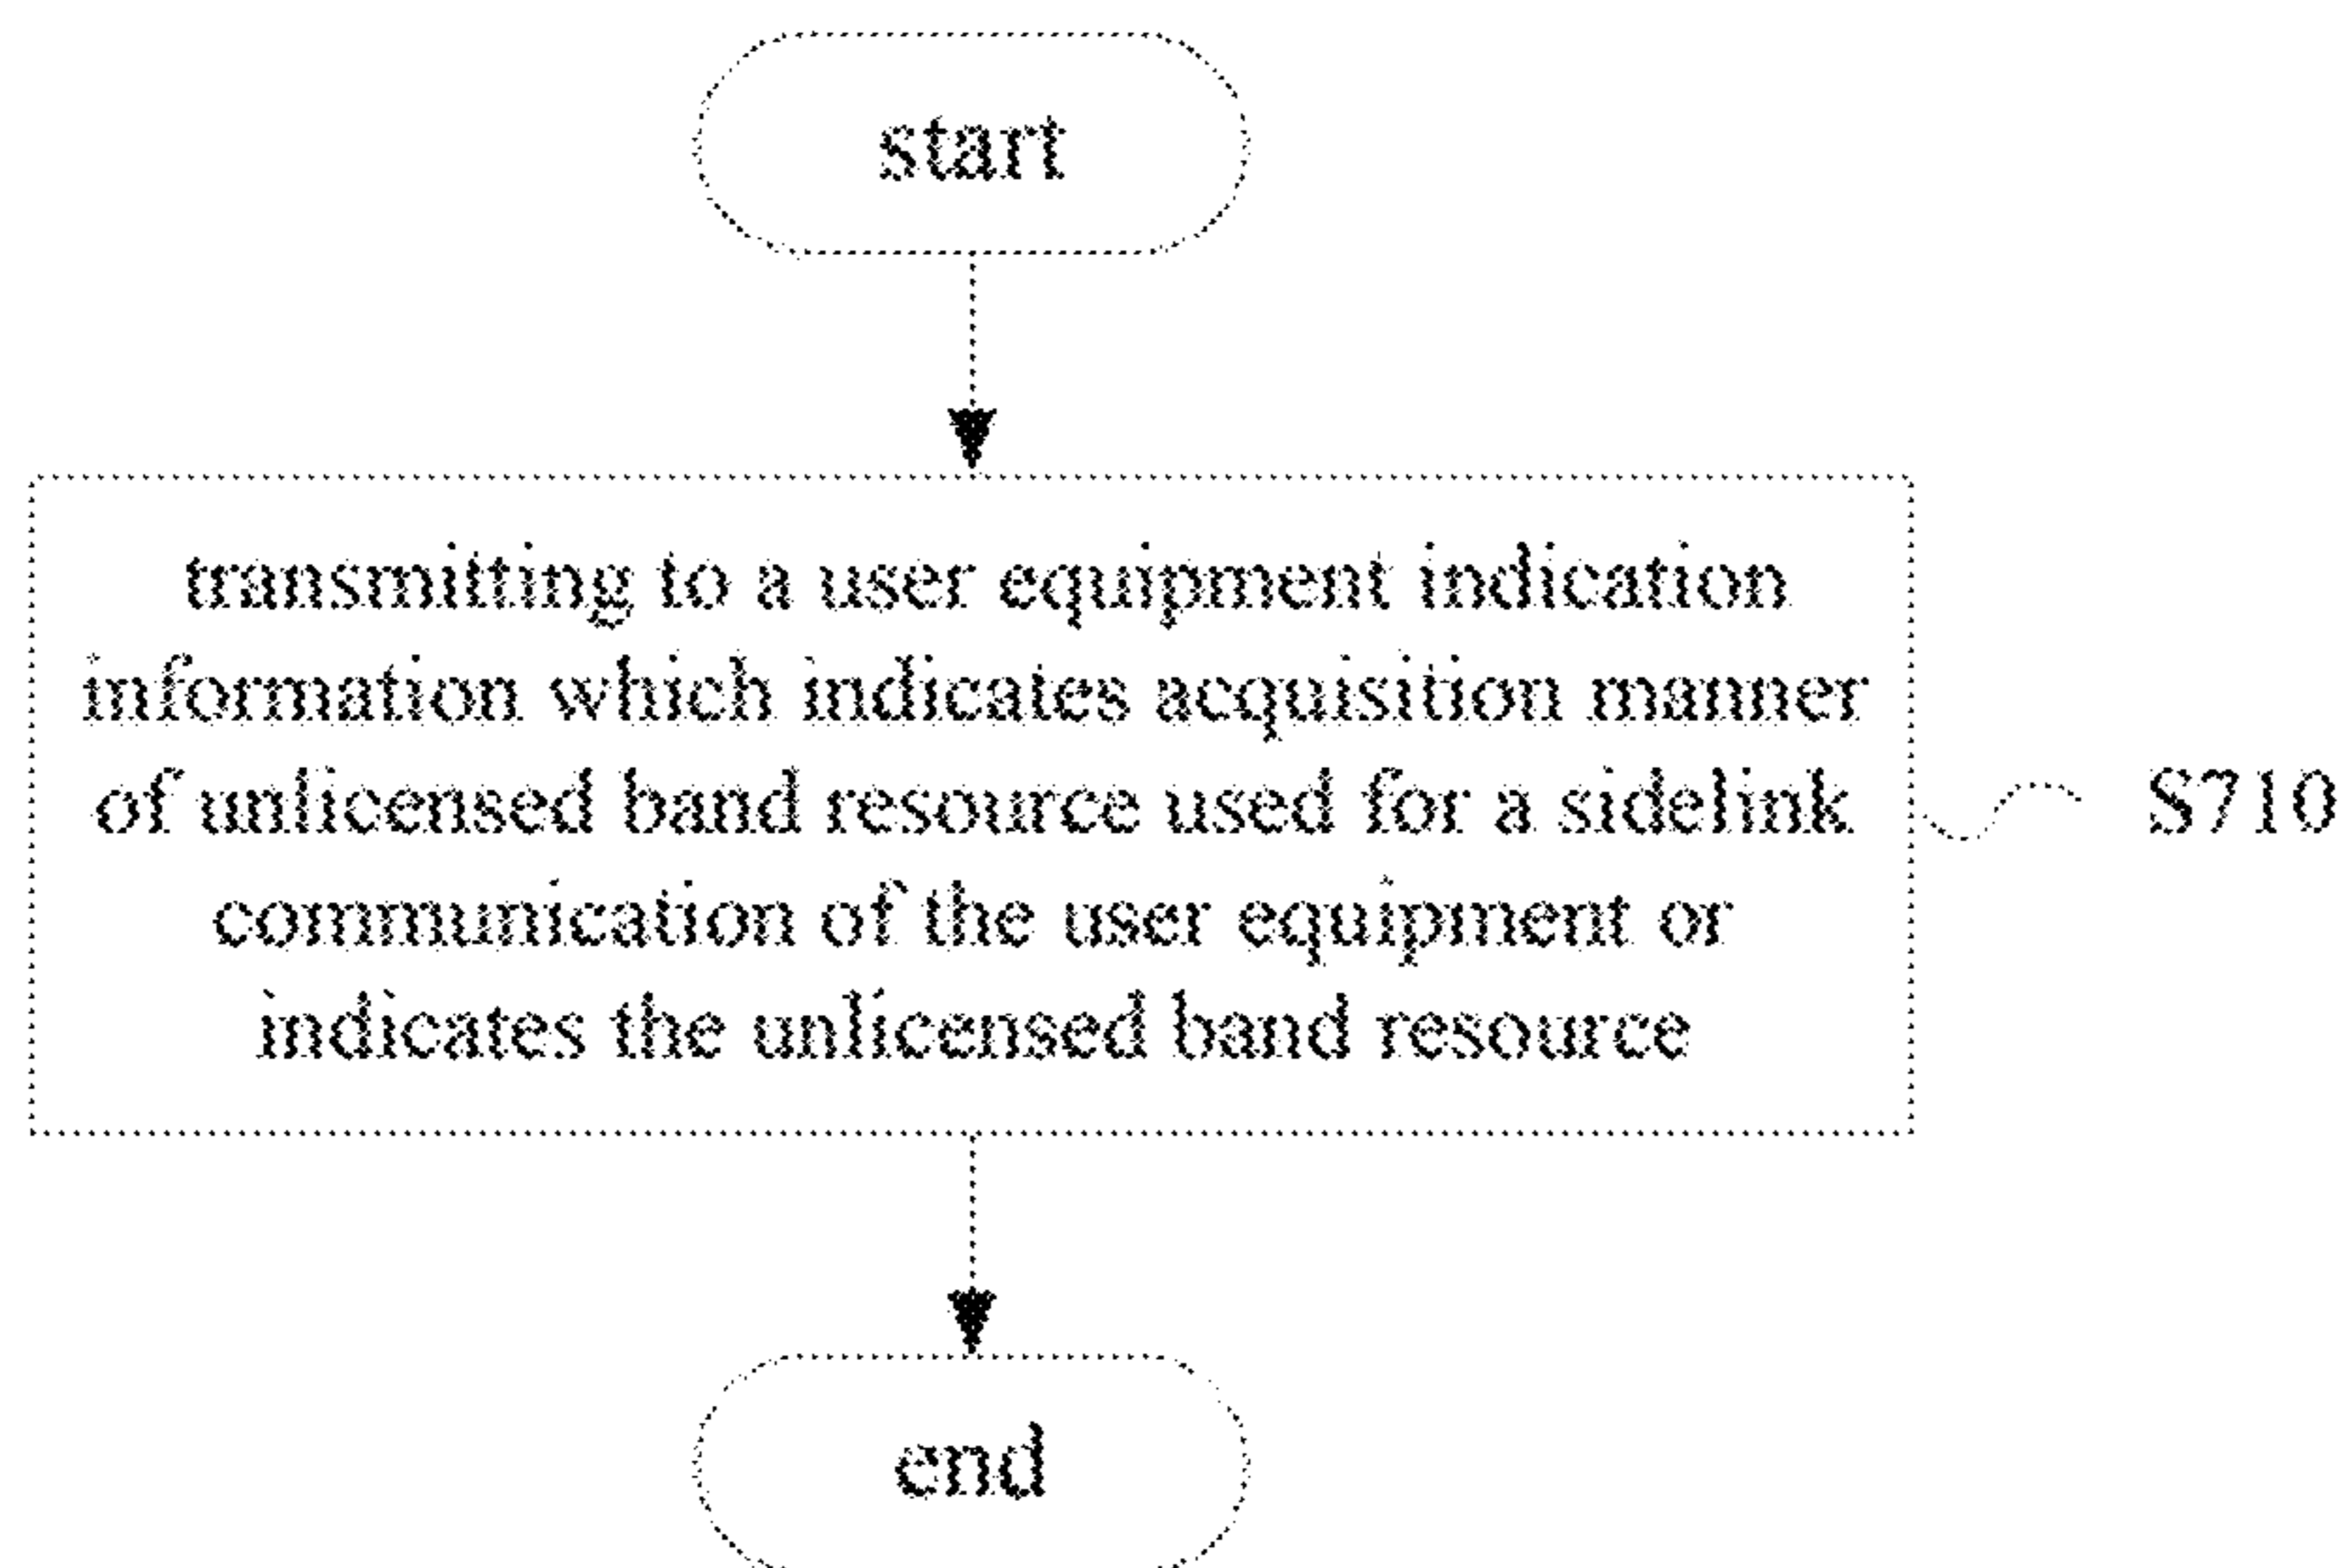 start
transmitting to a user equipment indication
information which indicates acquisition manner
of unlicensed band resource used for a sidelink
communication of the user equipment or
indicates the unlicensed band resource
S710
end